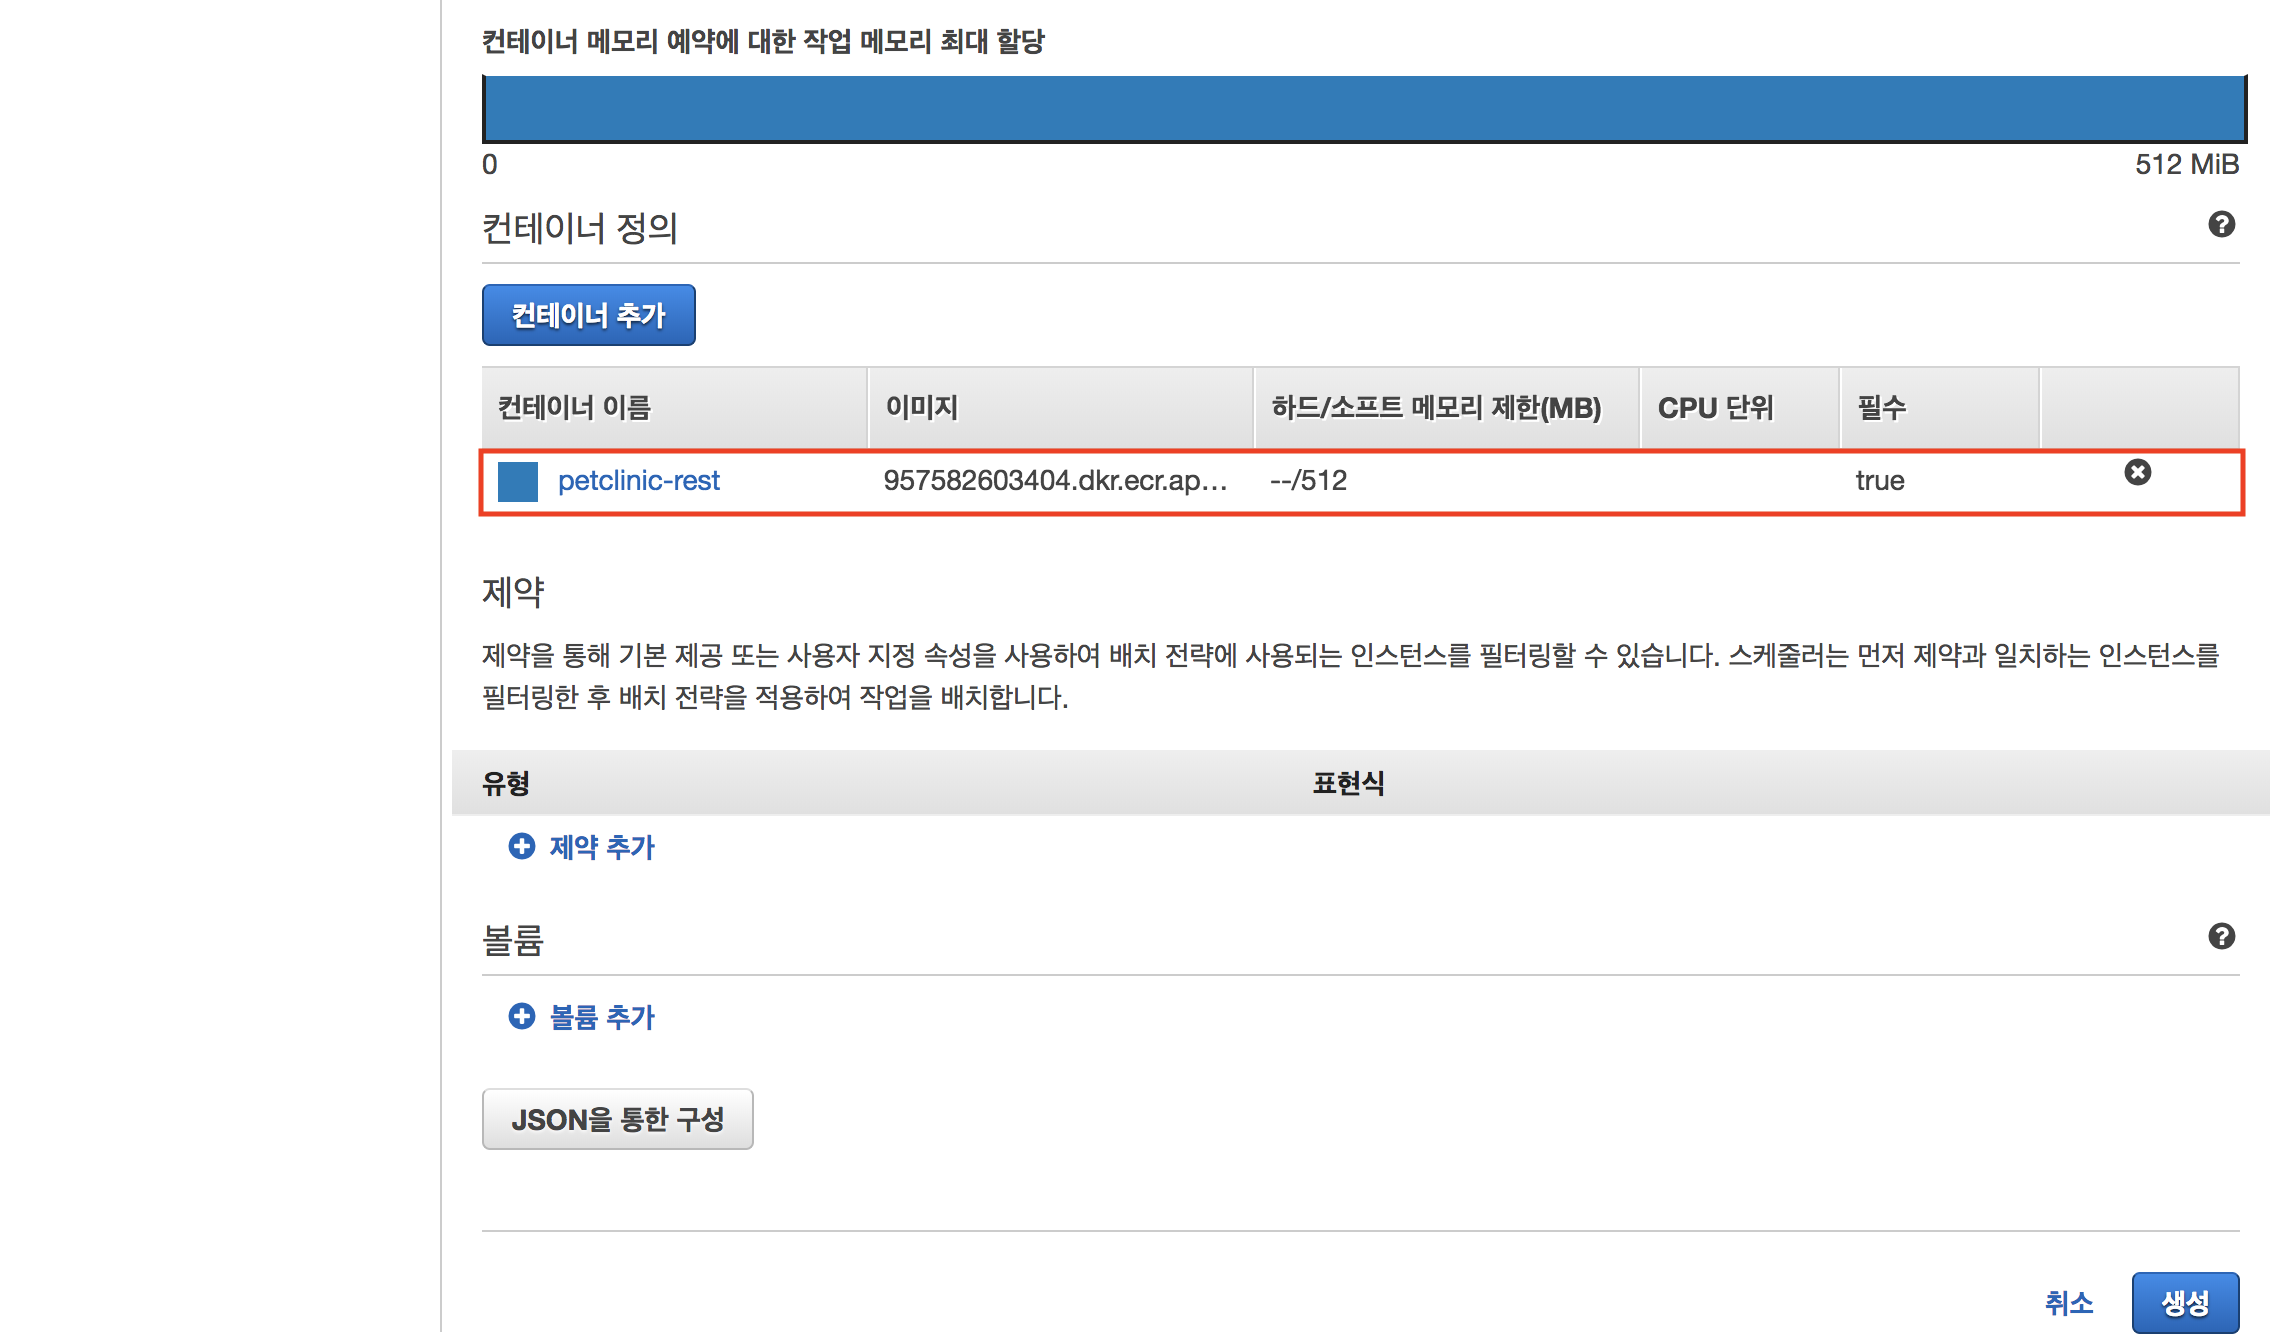 컨테이너 메모리 예약에 대한 작업 메모리 최대 할당
0 512 MiB
컨테이너 정의
컨테이너 추가
컨테이너 이름 이미지 하드/소프트 메모리 제한(MB) CPU 단위 필수
petclinic-rest 957582603404.dkr.ecr.ap... --/512 true
제약
제약을 통해 기본 제공 또는 사용자 지정 속성을 사용하여 배치 전략에 사용되는 인스턴스를 필터링할 수 있습니다. 스케줄러는 먼저 제약과 일치하는 인스턴스를
필터링한 후 배치 전략을 적용하여 작업을 배치합니다.
유형 표현식
제약 추가
볼륨
볼륨 추가
JSON을 통한 구성
취소 생성